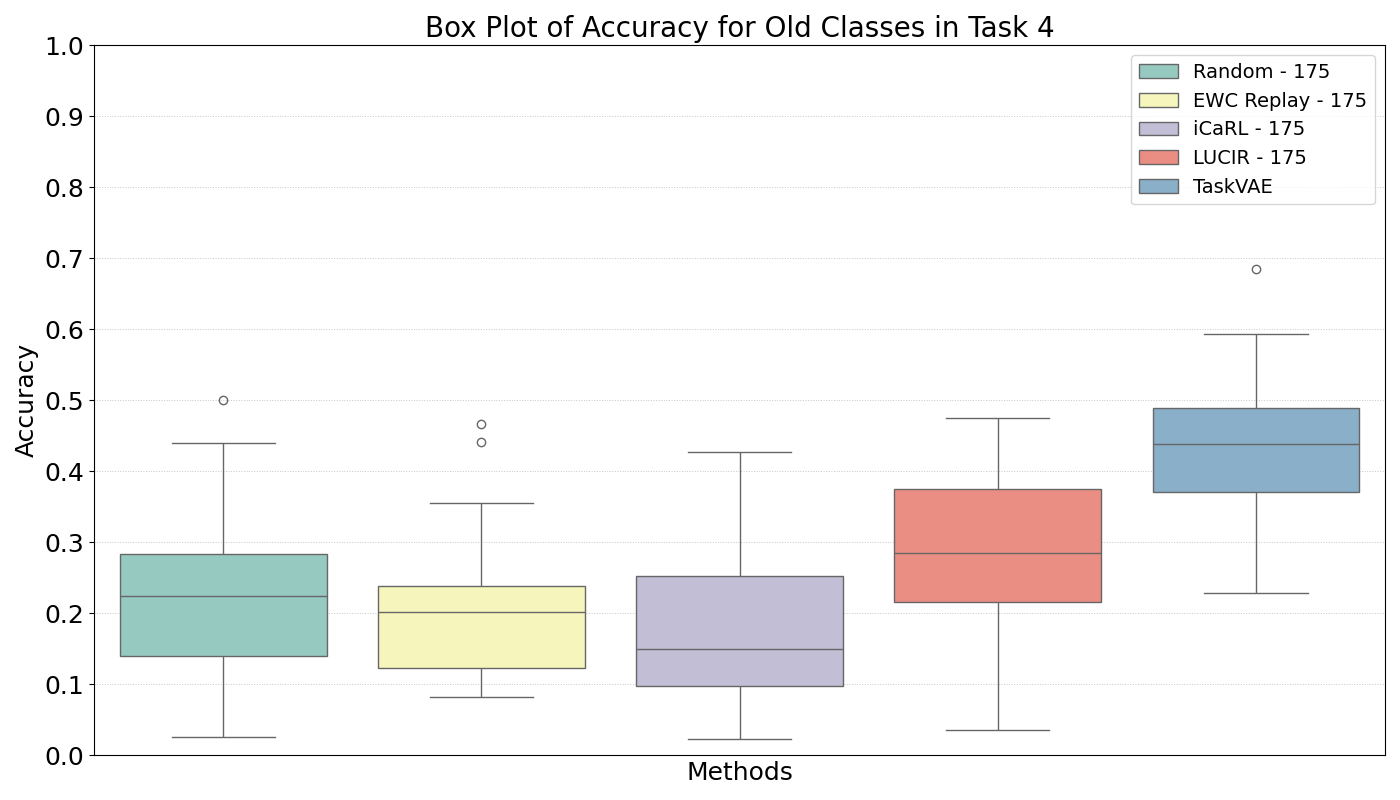 Box Plot of Accuracy for Old Classes in Task 4
1.0
0.9
0.8
0.7
0.6
0.5
0.4
0.3
0.2
0.1
0.0
Accuracy
Methods
Random - 175
EWC Replay - 175
iCaRL - 175
LUCIR - 175
TaskVAE